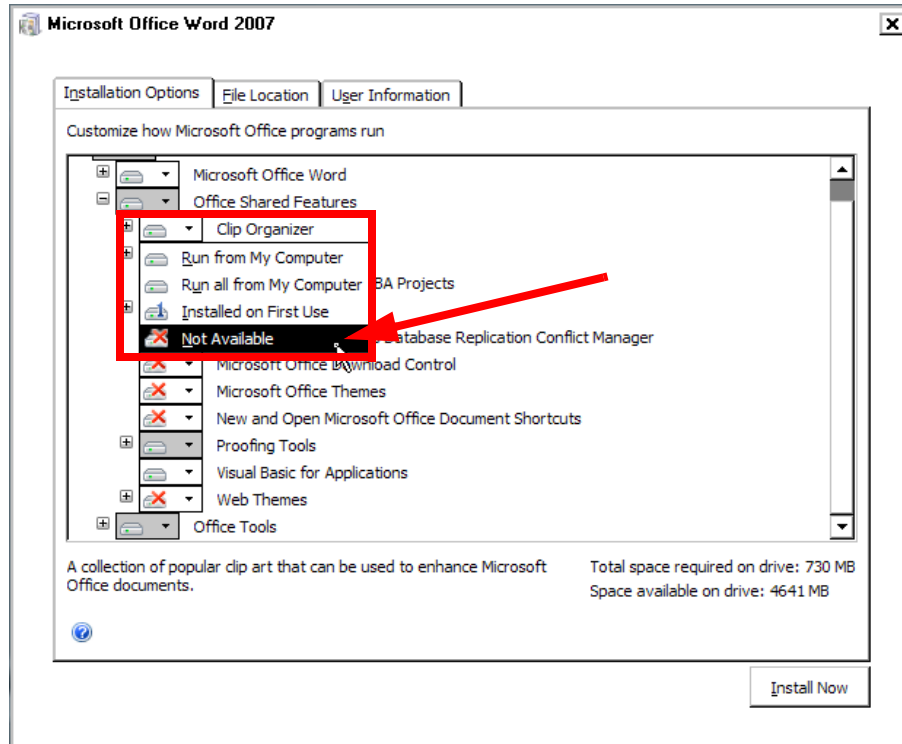 Microsoft Office Word 2007
Installation Options File Location User Information
Customize how Microsoft Office programs run
Microsoft Office Word
Office Shared Features
Clip Organizer
Run from My Computer
Run all from My Computer BA Projects
Installed on First Use
Not Available Database Replication Conflict Manager
Microsoft Office Download Control
Microsoft Office Themes
New and Open Microsoft Office Document Shortcuts
Proofing Tools
Visual Basic for Applications
Web Themes
Office Tools
A collection of popular clip art that can be used to enhance Microsoft
Office documents.
Total space required on drive: 730 MB
Space available on drive: 4641 MB
Install Now